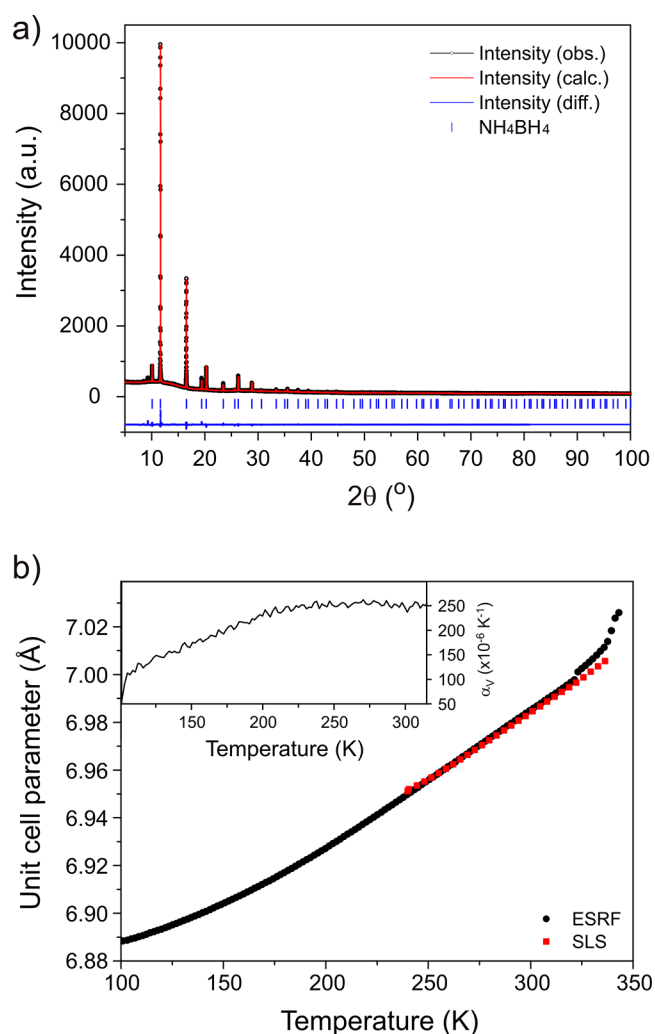 a)
10000
8000
6000
4000
2000
0
Intensity (a.u.)
Intensity (obs.)
Intensity (calc.)
Intensity (diff.)
NH₄BH₄
10 20 30 40 50 60 70 80 90 100
2θ (°)
b)
7.02
7.00
6.98
6.96
6.94
6.92
6.90
6.88
Unit cell parameter (Å)
250
200
150
100
50
αV (x10⁻⁶ K⁻¹)
150 200 250 300
Temperature (K)
ESRF
SLS
100 150 200 250 300 350
Temperature (K)